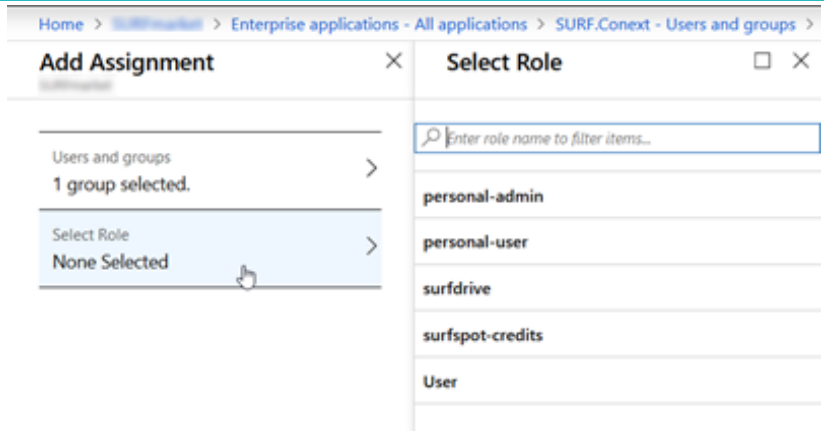 Home > > Enterprise applications - All applications > SURF.Conext - Users and groups >
Add Assignment
Users and groups
1 group selected.
Select Role
None Selected
Select Role
Enter role name to filter items...
personal-admin
personal-user
surfdrive
surfspot-credits
User